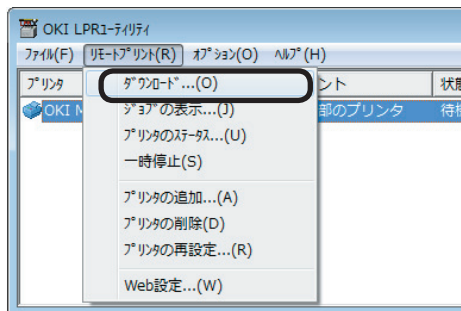 OKI LPRﾕｰﾃｨﾘﾃｨ
ﾌｧｲﾙ(F) ﾘﾓｰﾄﾌﾟﾘﾝﾄ(R) ｵﾌﾟｼｮﾝ(O) ﾍﾙﾌﾟ(H)
ﾌﾟﾘﾝﾀ ント 状態
OKI 部のプリンタ 待機
ﾀﾞｳﾝﾛｰﾄﾞ...(O)
ｼﾞｮﾌﾞの表示...(J)
ﾌﾟﾘﾝﾀのｽﾃｰﾀｽ...(U)
一時停止(S)
ﾌﾟﾘﾝﾀの追加...(A)
ﾌﾟﾘﾝﾀの削除(D)
ﾌﾟﾘﾝﾀの再設定...(R)
Web設定...(W)